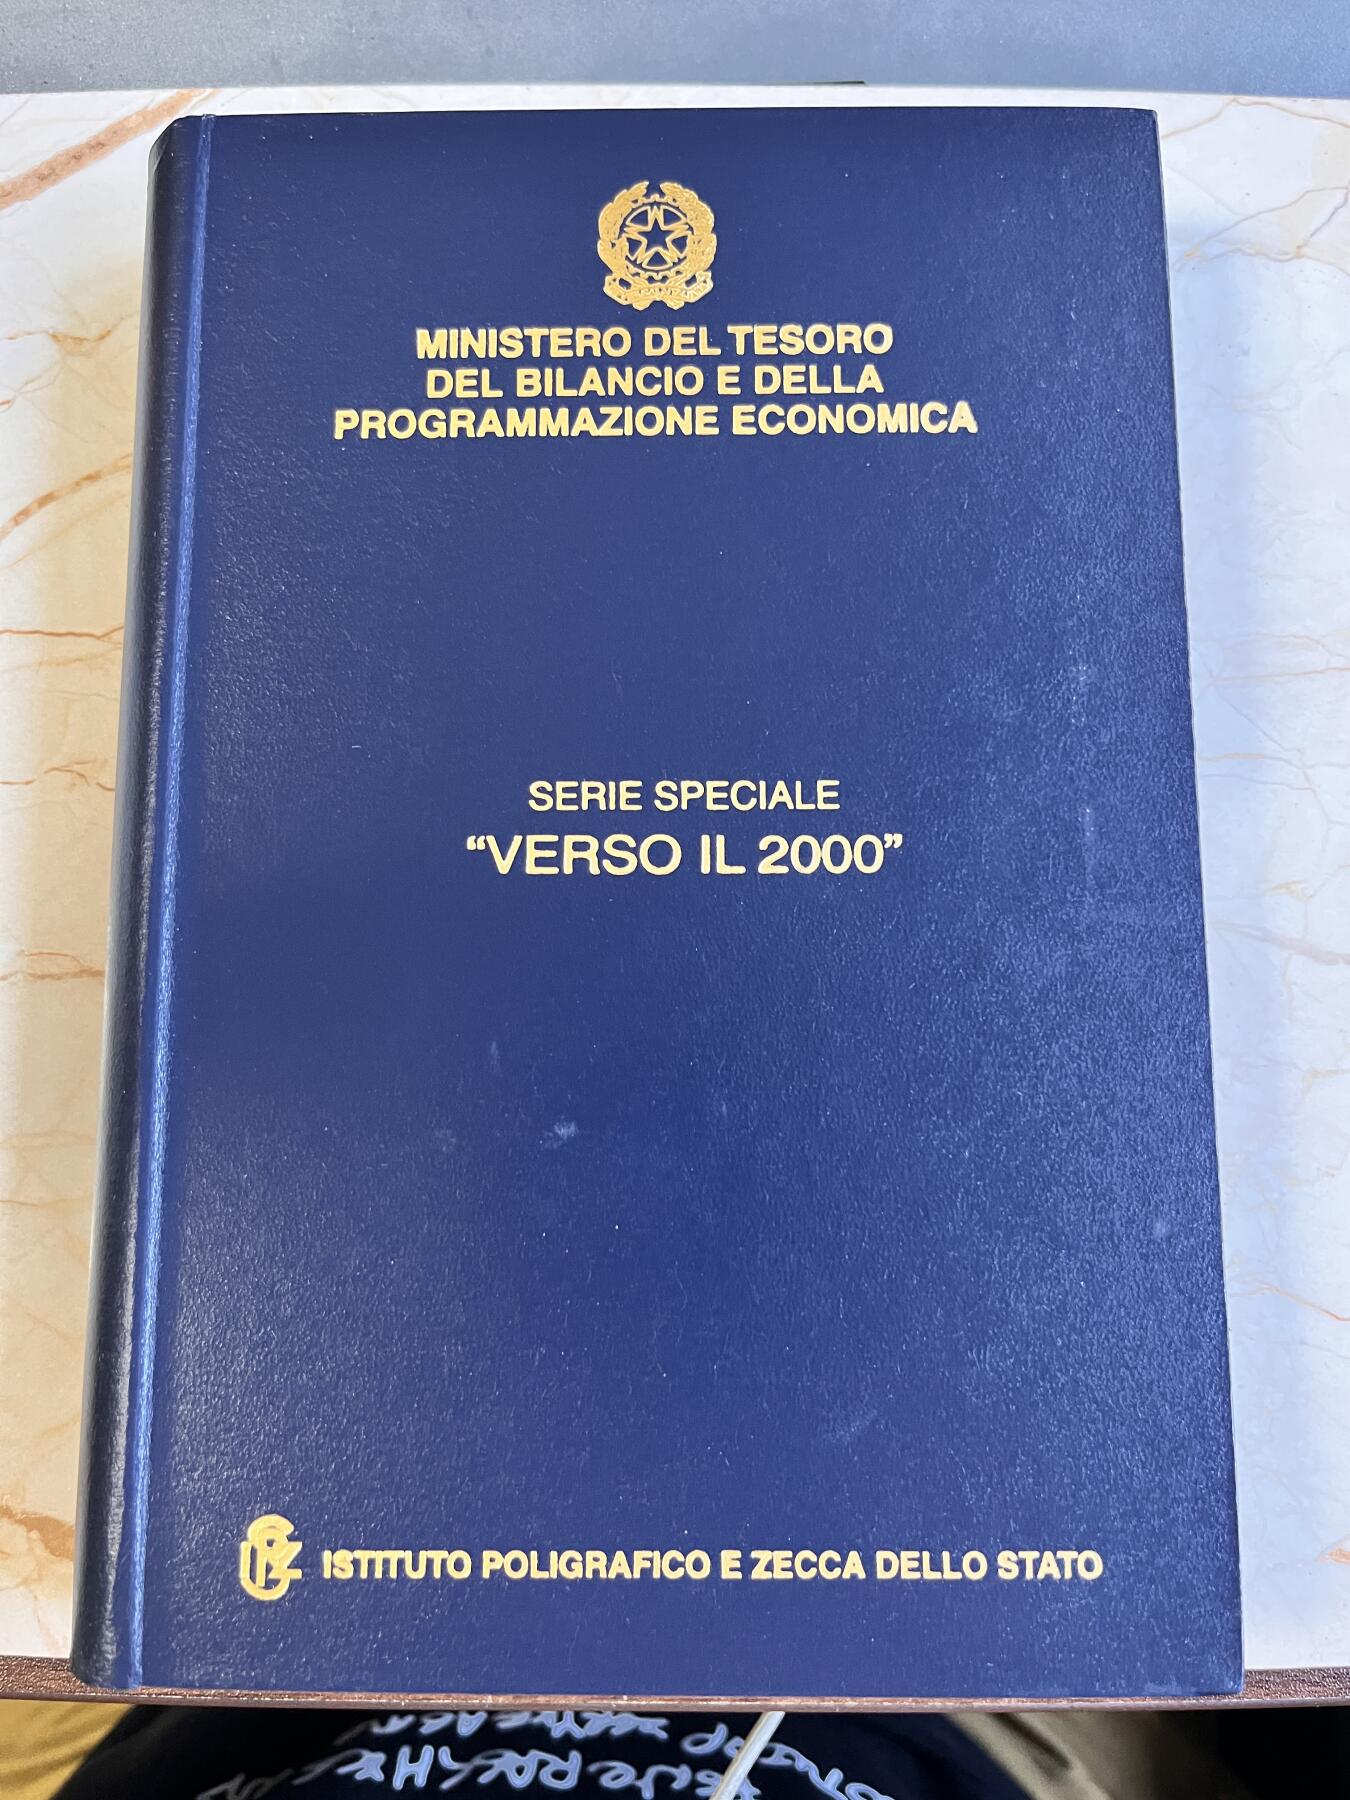 MINISTERO DEL TESORO
DEL BILANCIO E DELLA
PROGRAMMAZIONE ECONOMICA
SERIE SPECIALE
“VERSO IL 2000”
ISTITUTO POLIGRAFICO E ZECCA DELLO STATO